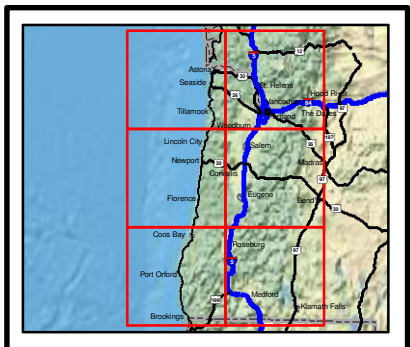 12
5
Astoria
30
Seaside
St. Helens
26
Hood River
Vancouver
84
97
Tillamook
Portland
The Dalles
Woodburn
197
Lincoln City
Salem
26
Newport
Madras
20
Corvallis
97
Florence
Eugene
Bend
20
Coos Bay
Roseburg
97
5
Port Orford
199
Medford
Klamath Falls
Brookings